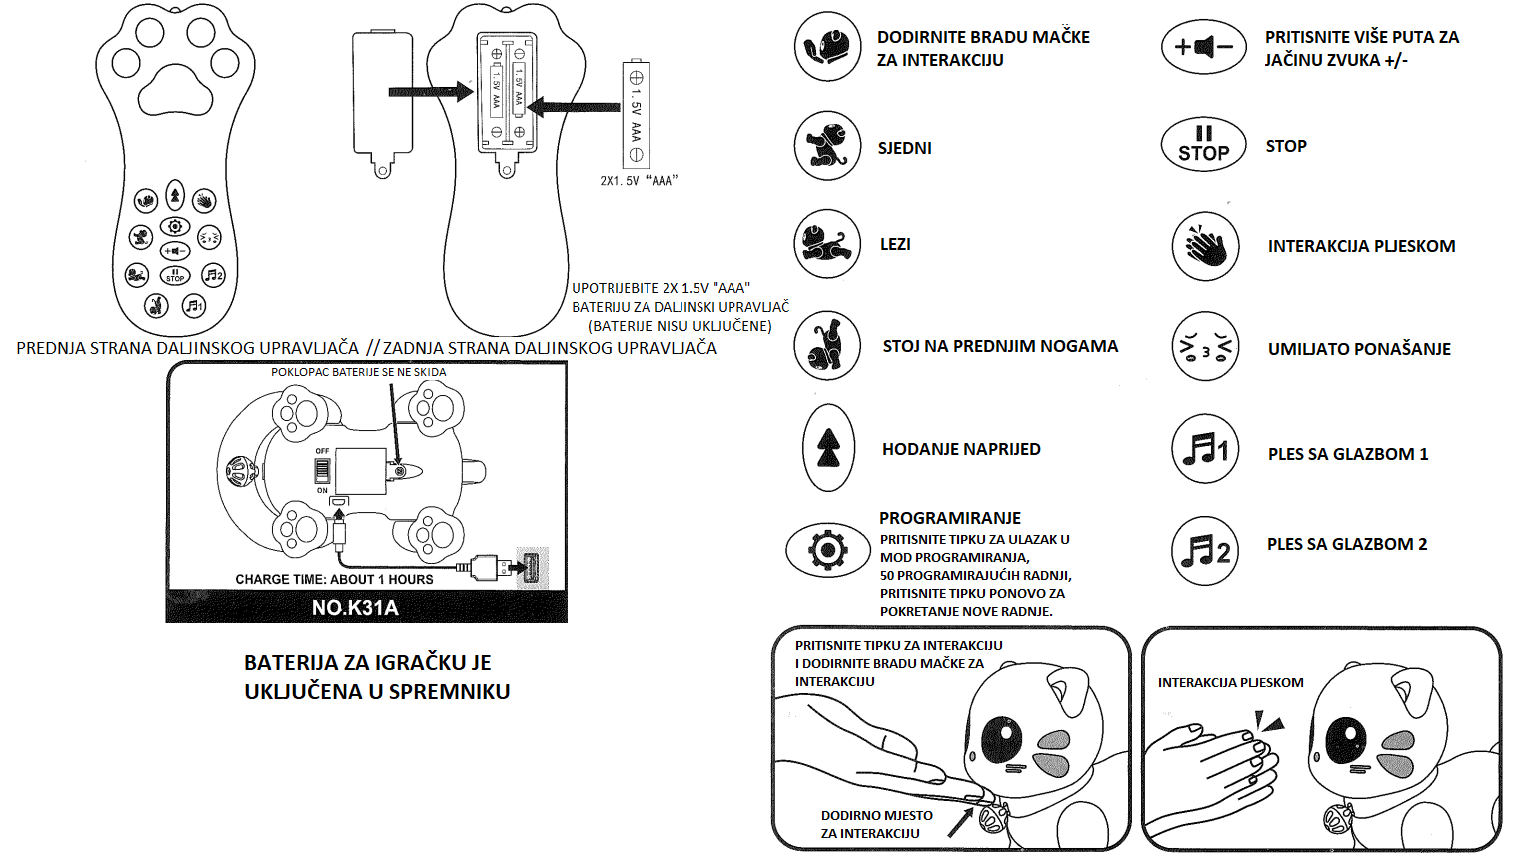 1.5V AAA
1.5V AAA
1.5V AAA
2X1.5V “AAA”
STOP
2
1
UPOTRIJEBITE 2X 1.5V "AAA"
BATERIJU ZA DALJINSKI UPRAVLJAČ
(BATERIJE NISU UKLJUČENE)
PREDNJA STRANA DALJINSKOG UPRAVLJAČA // ZADNJA STRANA DALJINSKOG UPRAVLJAČA
POKLOPAC BATERIJE SE NE SKIDA
OFF
ON
CHARGE TIME: ABOUT 1 HOURS
NO.K31A
BATERIJA ZA IGRAČKU JE
UKLJUČENA U SPREMNIKU
DODIRNITE BRADU MAČKE
ZA INTERAKCIJU
SJEDNI
LEZI
STOJ NA PREDNJIM NOGAMA
HODANJE NAPRIJED
PROGRAMIRANJE
PRITISNITE TIPKU ZA ULAZAK U
MOD PROGRAMIRANJA,
50 PROGRAMIRAJUĆIH RADNJI,
PRITISNITE TIPKU PONOVO ZA
POKRETANJE NOVE RADNJE.
+ -
PRITISNITE VIŠE PUTA ZA
JAČINU ZVUKA +/-
STOP
STOP
INTERAKCIJA PLJESKOM
UMILJATO PONAŠANJE
1
PLES SA GLAZBOM 1
2
PLES SA GLAZBOM 2
PRITISNITE TIPKU ZA INTERAKCIJU
I DODIRNITE BRADU MAČKE ZA
INTERAKCIJU
DODIRNO MJESTO
ZA INTERAKCIJU
INTERAKCIJA PLJESKOM